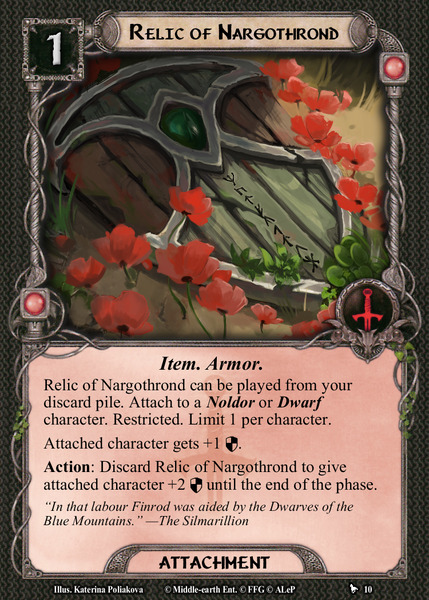 1
Relic of Nargothrond
Item. Armor.
Relic of Nargothrond can be played from your
discard pile. Attach to a Noldor or Dwarf
character. Restricted. Limit 1 per character.
Attached character gets +1 .
Action: Discard Relic of Nargothrond to give
attached character +2 until the end of the phase.
“In that labour Finrod was aided by the Dwarves of the
Blue Mountains.” —The Silmarillion
ATTACHMENT
Illus. Katerina Poliakova © Middle-earth Ent. © FFG © ALeP 10